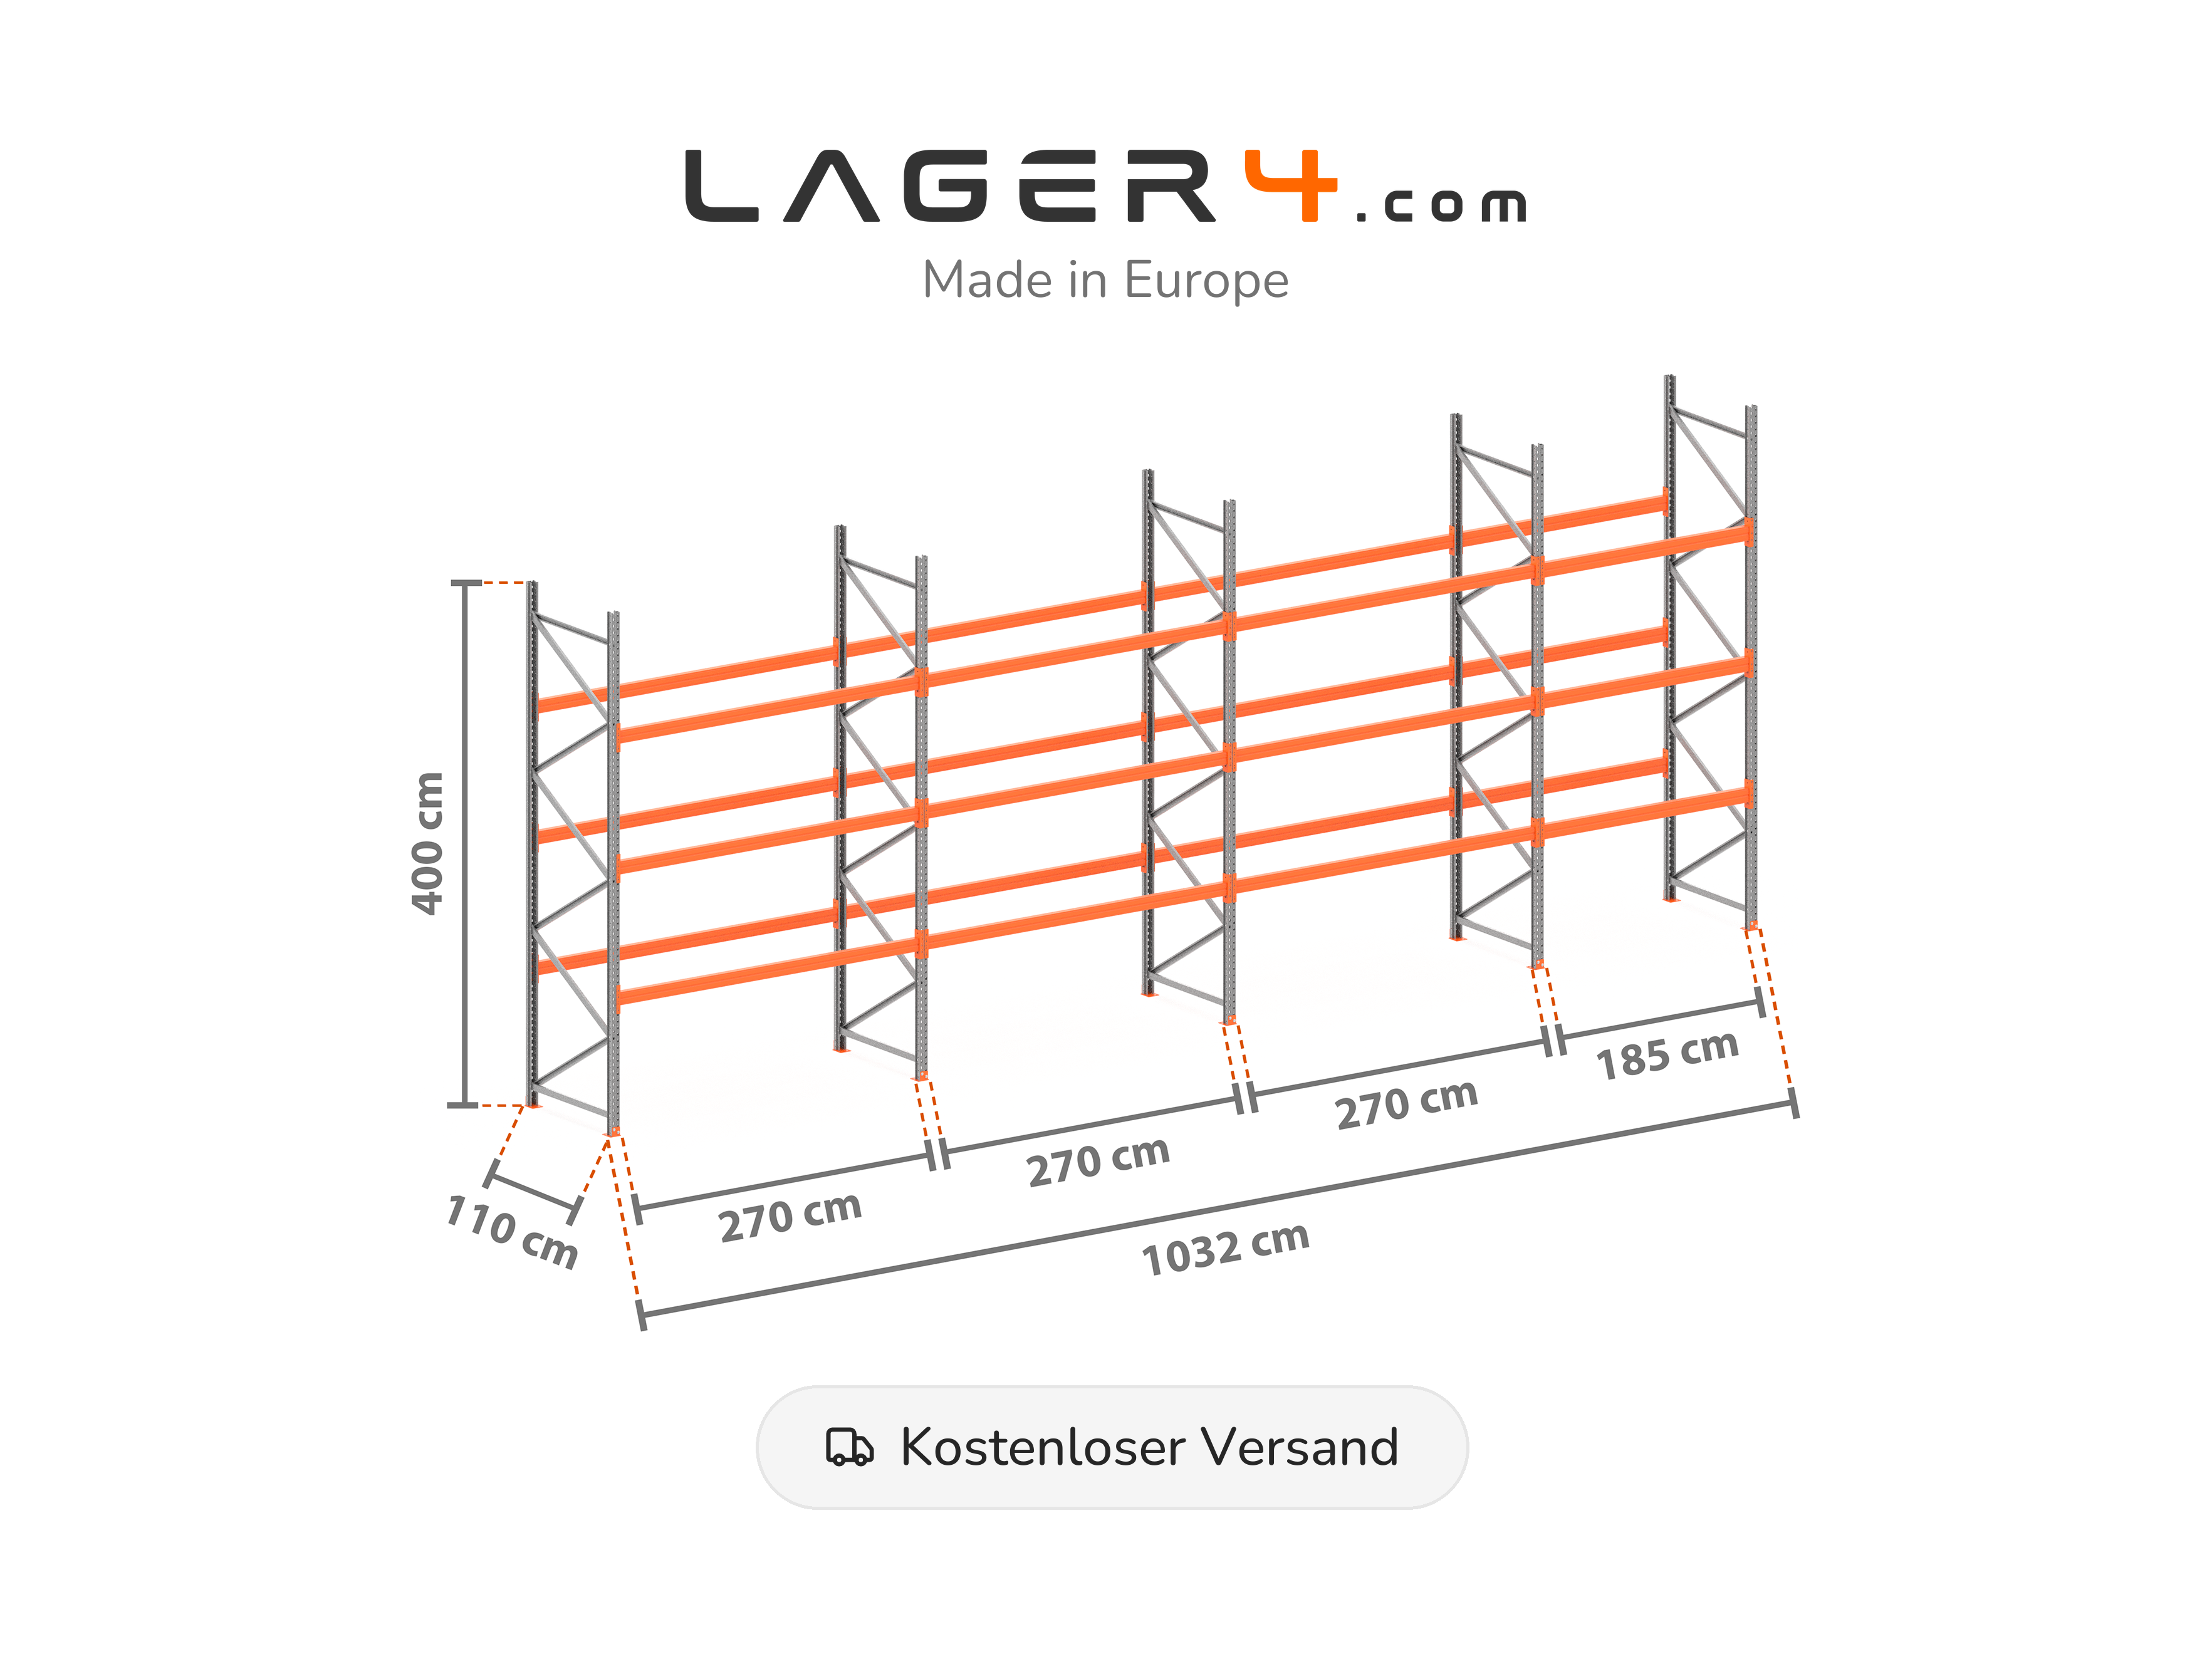 LAGER4.com
Made in Europe
400 cm
110 cm
270 cm
270 cm
270 cm
185 cm
1032 cm
Kostenloser Versand